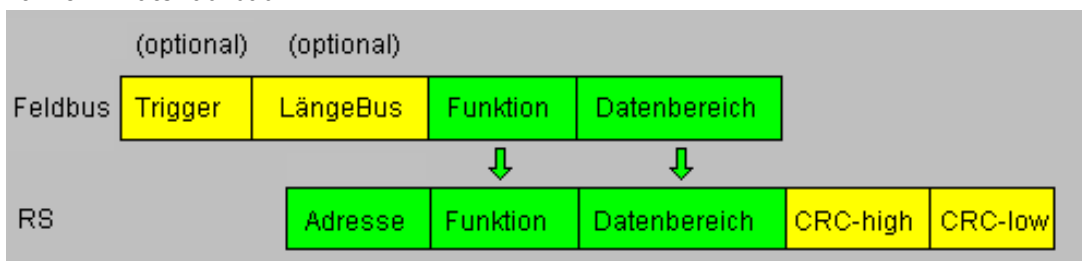 (optional) (optional)
Feldbus Trigger LängeBus Funktion Datenbereich
RS Adresse Funktion Datenbereich CRC-high CRC-low